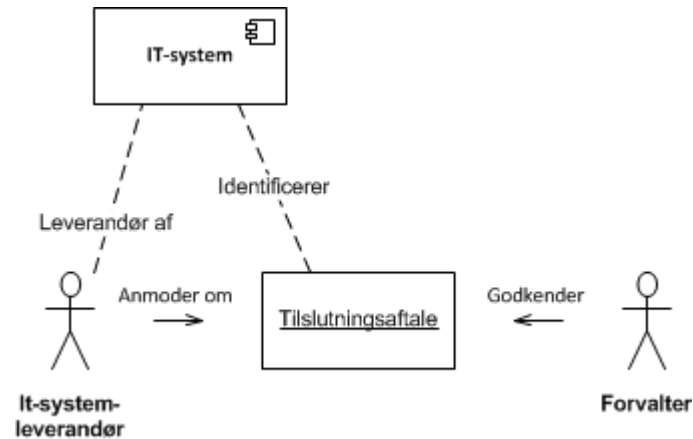 IT-system
Identificerer
Leverandør af
Anmoder om
Tilslutningsaftale
Godkender
It-system-
leverandør
Forvalter